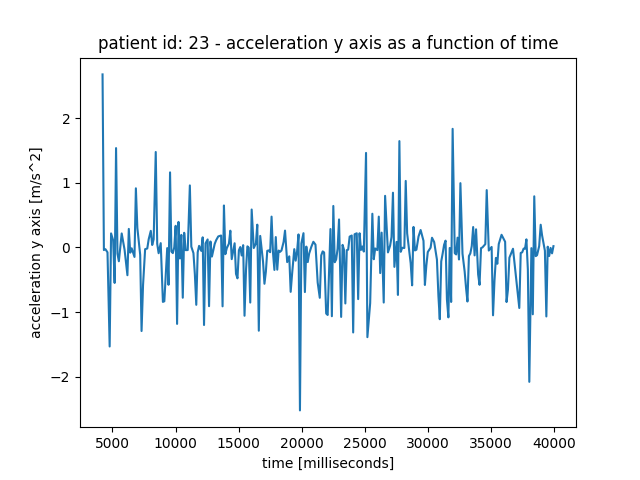 patient id: 23 - acceleration y axis as a function of time
acceleration y axis [m/s^2]
2
1
0
−1
−2
5000 10000 15000 20000 25000 30000 35000 40000
time [milliseconds]